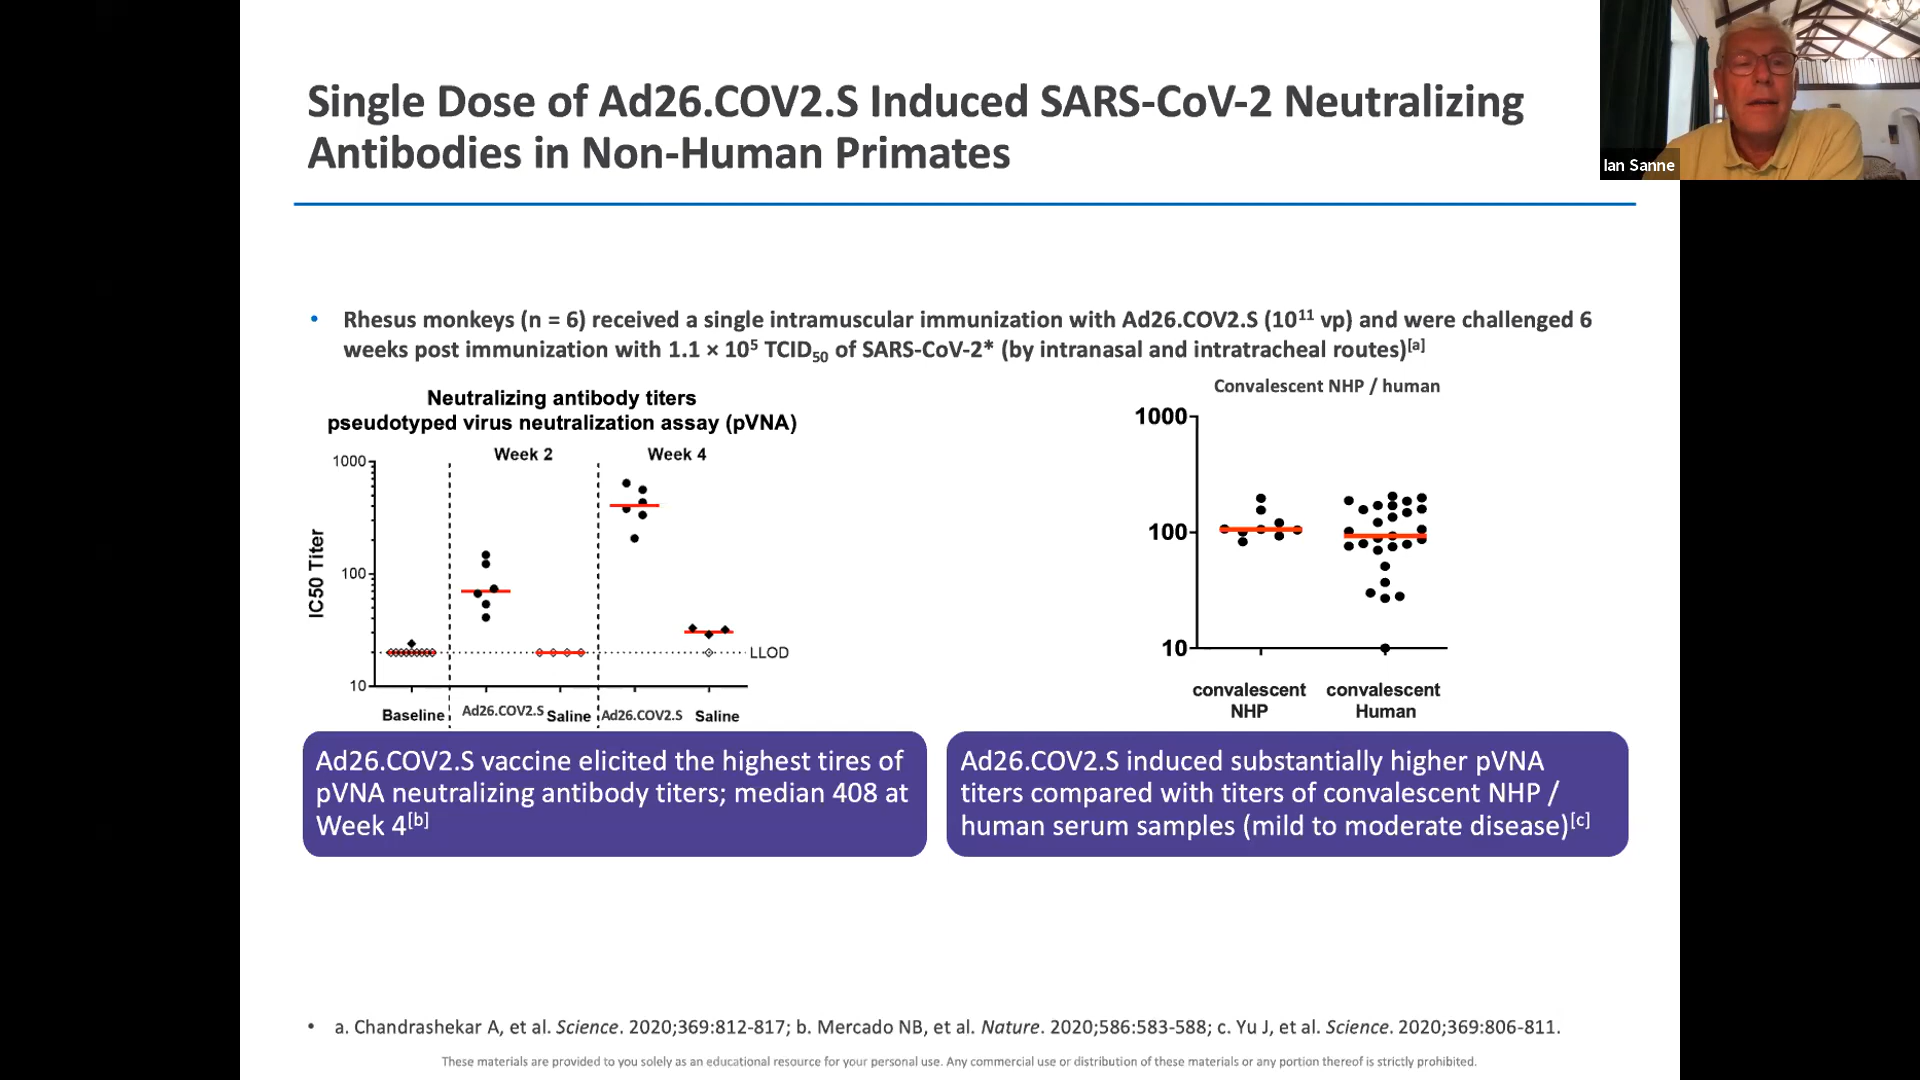 Single Dose of Ad26.COV2.S Induced SARS-CoV-2 Neutralizing
Antibodies in Non-Human Primates
Ian Sanne
• Rhesus monkeys (n = 6) received a single intramuscular immunization with Ad26.COV2.S (10¹¹ vp) and were challenged 6
weeks post immunization with 1.1 × 10⁵ TCID₅₀ of SARS-CoV-2* (by intranasal and intratracheal routes)[a]
Neutralizing antibody titers
pseudotyped virus neutralization assay (pVNA)
Week 2 Week 4
1000
100
10
IC50 Titer
LLOD
Baseline Ad26.COV2.S Saline Ad26.COV2.S Saline
Convalescent NHP / human
1000
100
10
convalescent convalescent
NHP Human
Ad26.COV2.S vaccine elicited the highest tires of
pVNA neutralizing antibody titers; median 408 at
Week 4[b]
Ad26.COV2.S induced substantially higher pVNA
titers compared with titers of convalescent NHP /
human serum samples (mild to moderate disease)[c]
• a. Chandrashekar A, et al. Science. 2020;369:812-817; b. Mercado NB, et al. Nature. 2020;586:583-588; c. Yu J, et al. Science. 2020;369:806-811.
These materials are provided to you solely as an educational resource for your personal use. Any commercial use or distribution of these materials or any portion thereof is strictly prohibited.